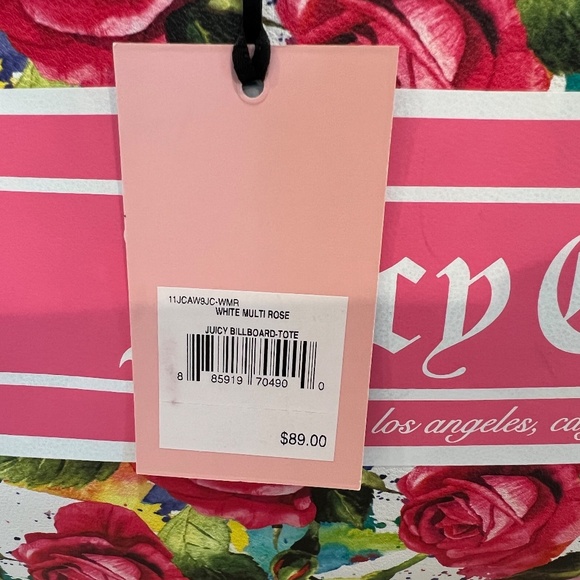 11JCAW9JC-WMR
WHITE MULTI ROSE
JUICY BILLBOARD-TOTE
8 85919 70490 0
$89.00
cy
los angeles, ca